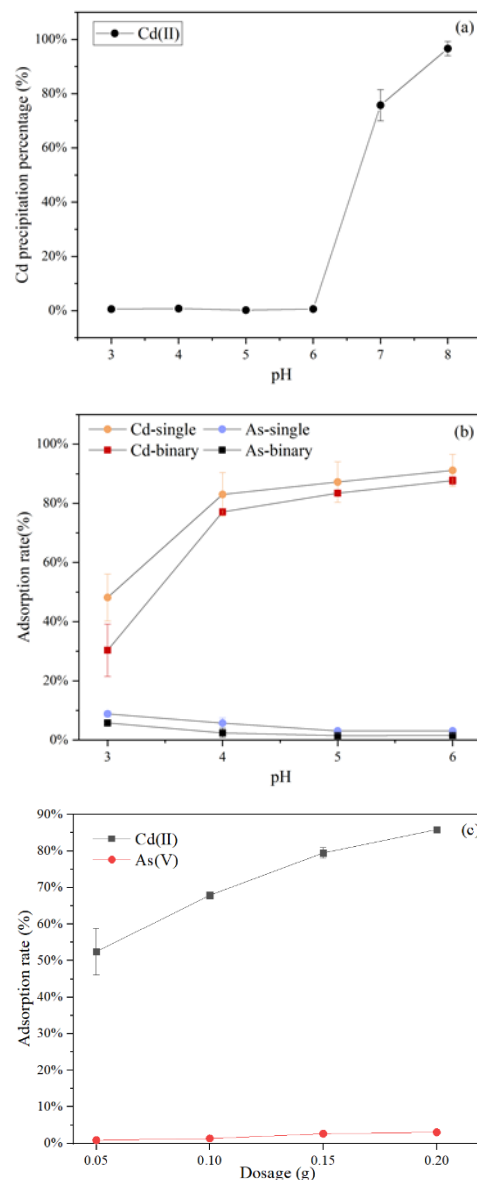 (a)
Cd(II)
100%
80%
60%
40%
20%
0%
Cd precipitation percentage (%)
3 4 5 6 7 8
pH
(b)
Cd-single As-single
Cd-binary As-binary
100%
80%
60%
40%
20%
0%
Adsorption rate(%)
3 4 5 6
pH
(c)
90%
Cd(II)
As(V)
80%
70%
60%
50%
40%
30%
20%
10%
0%
Adsorption rate (%)
0.05 0.10 0.15 0.20
Dosage (g)